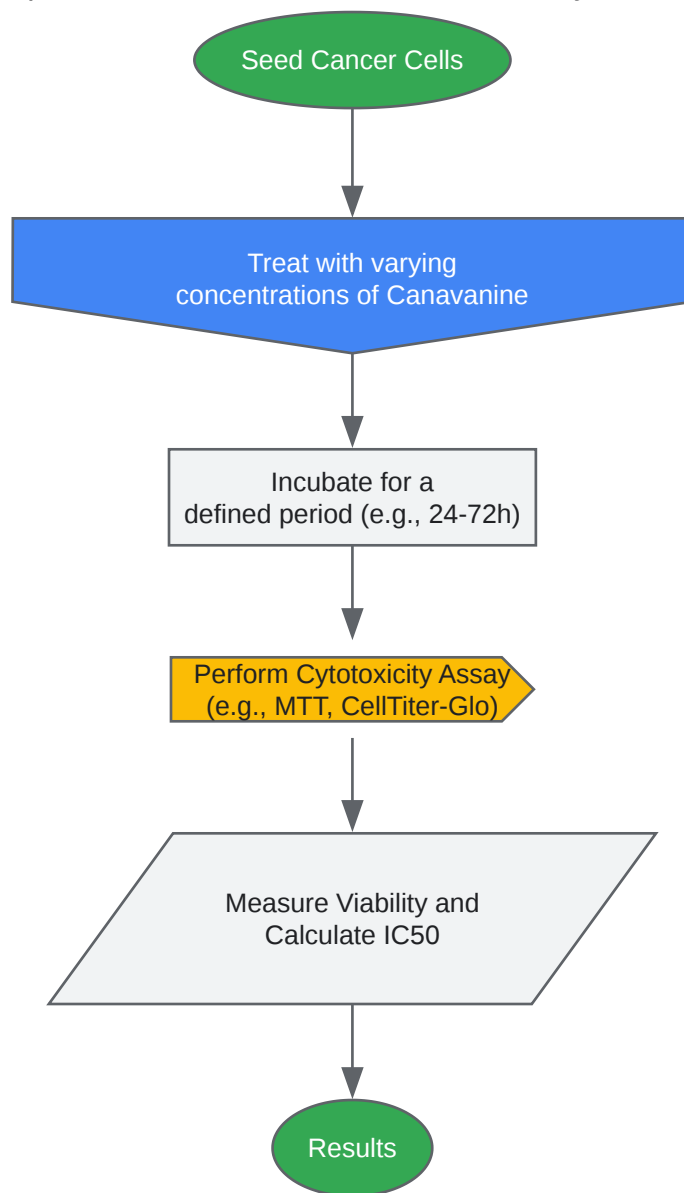 Seed Cancer Cells
Treat with varying
concentrations of Canavanine
Incubate for a
defined period (e.g., 24-72h)
Perform Cytotoxicity Assay
(e.g., MTT, CellTiter-Glo)
Measure Viability and
Calculate IC50
Results